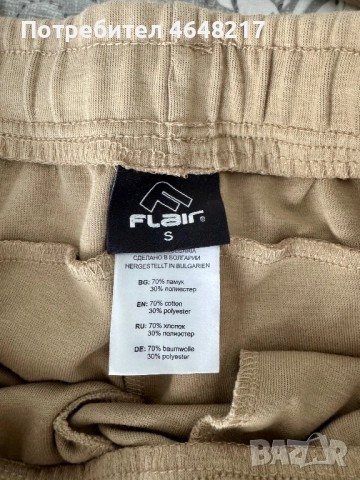 Потребител 4648217
FLAIR
S
СДЕЛАНО В БОЛГАРИИ
HERGESTELLT IN BULGARIEN
BG: 70% памук
30% полиестер
EN: 70% cotton
30% polyester
RU: 70% хлопок
30% полиэстер
DE: 70% baumwolle
30% polyester
BAZAR